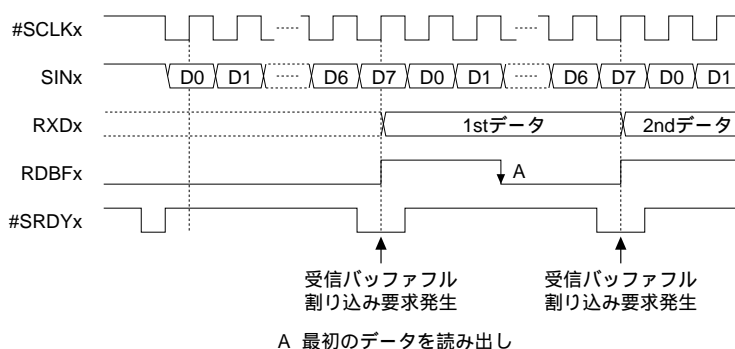 #SCLKx
SINx D0 D1 D6 D7 D0 D1 D6 D7 D0 D1
RXDx 1stデータ 2ndデータ
RDBFx A
#SRDYx
受信バッファフル 受信バッファフル
割り込み要求発生 割り込み要求発生
A 最初のデータを読み出し